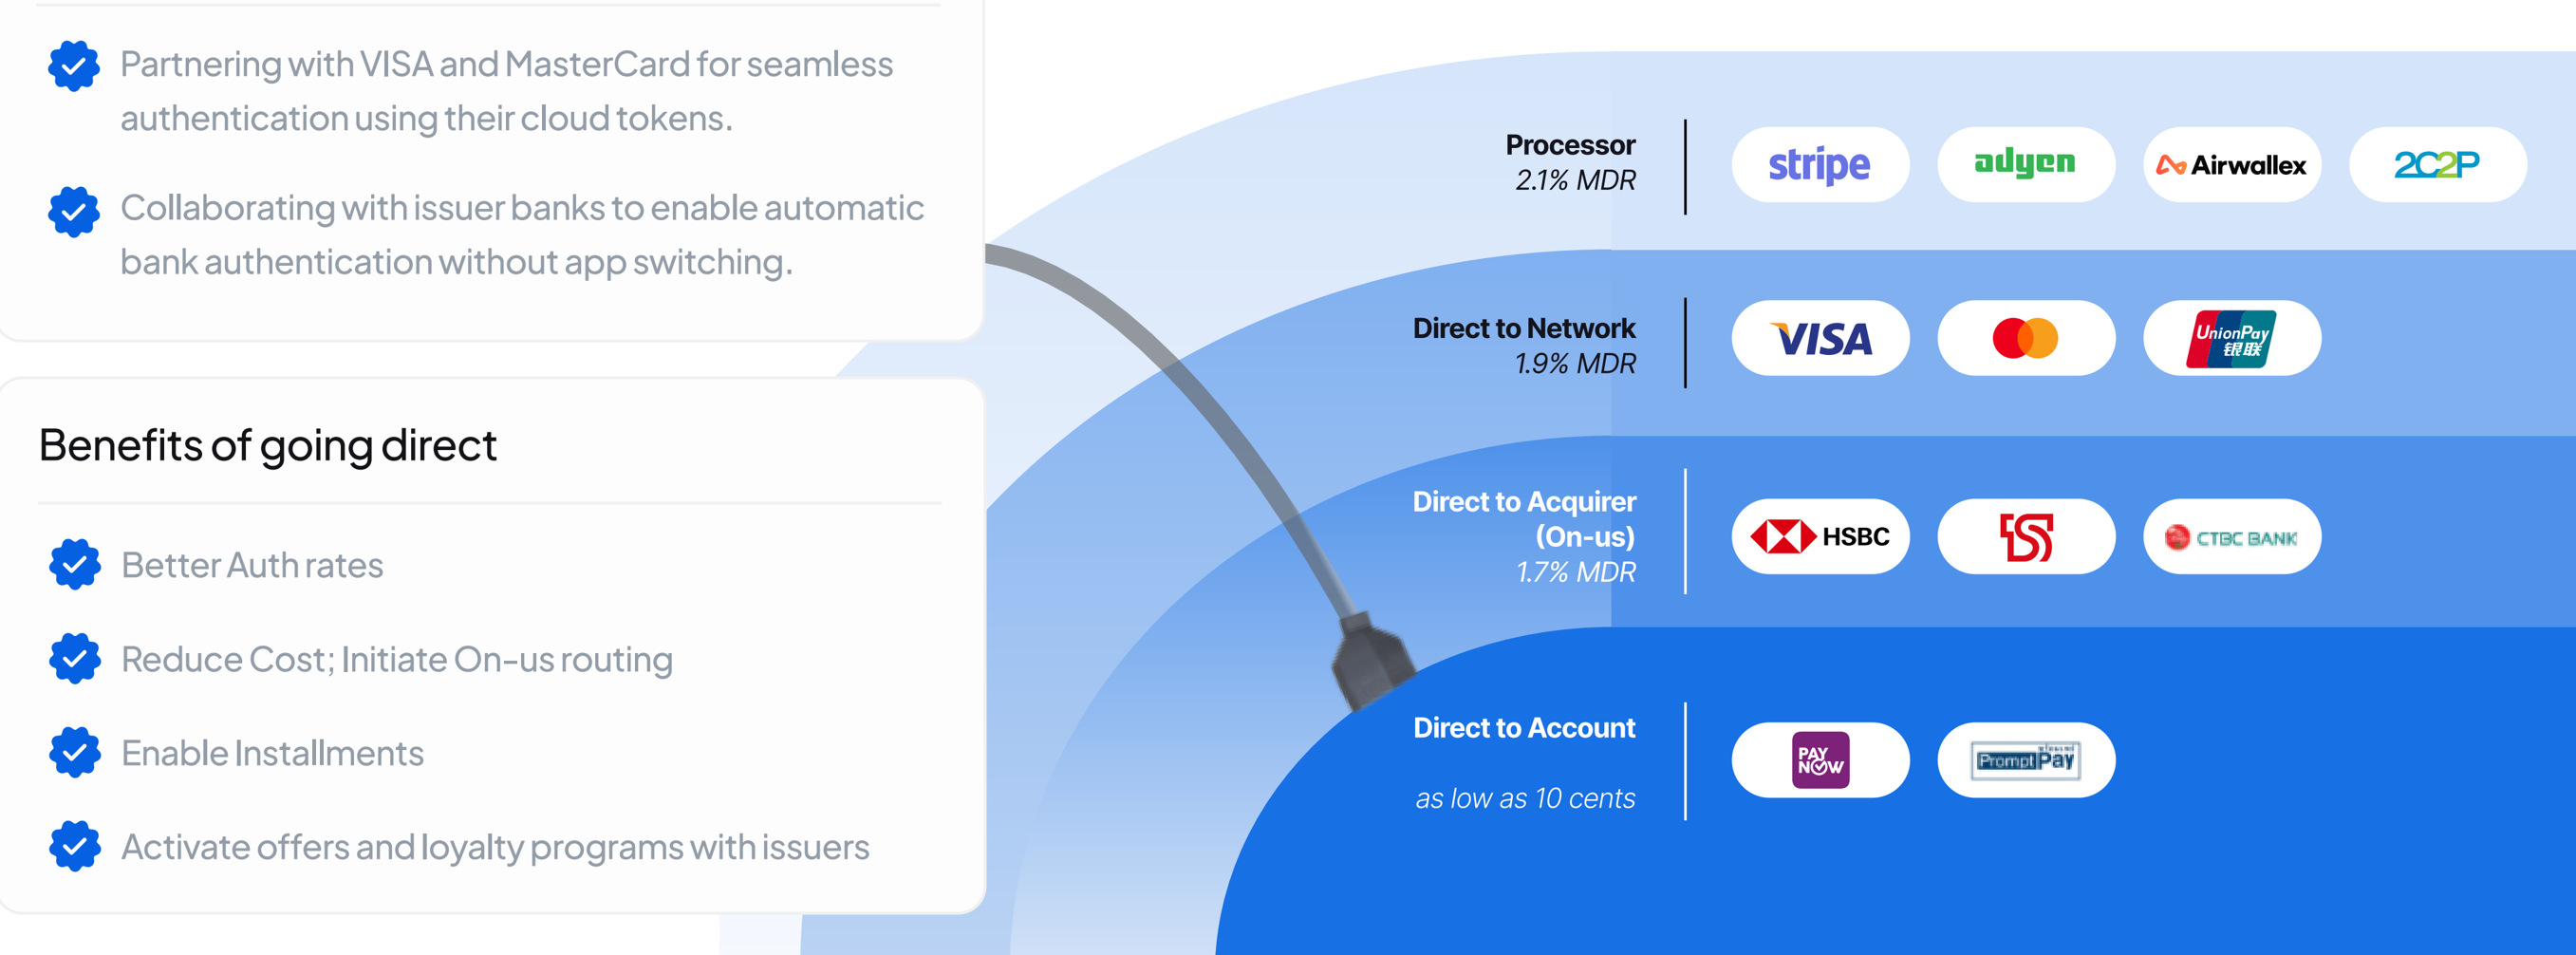 Partnering with VISA and MasterCard for seamless
authentication using their cloud tokens.
Collaborating with issuer banks to enable automatic
bank authentication without app switching.
Benefits of going direct
Better Auth rates
Reduce Cost; Initiate On-us routing
Enable Installments
Activate offers and loyalty programs with issuers
Processor
2.1% MDR
stripe
adyen
Airwallex
2C2P
Direct to Network
1.9% MDR
VISA
UnionPay
银联
Direct to Acquirer
(On-us)
1.7% MDR
HSBC
CTBC BANK
Direct to Account
as low as 10 cents
PAY
NOW
Prompt Pay